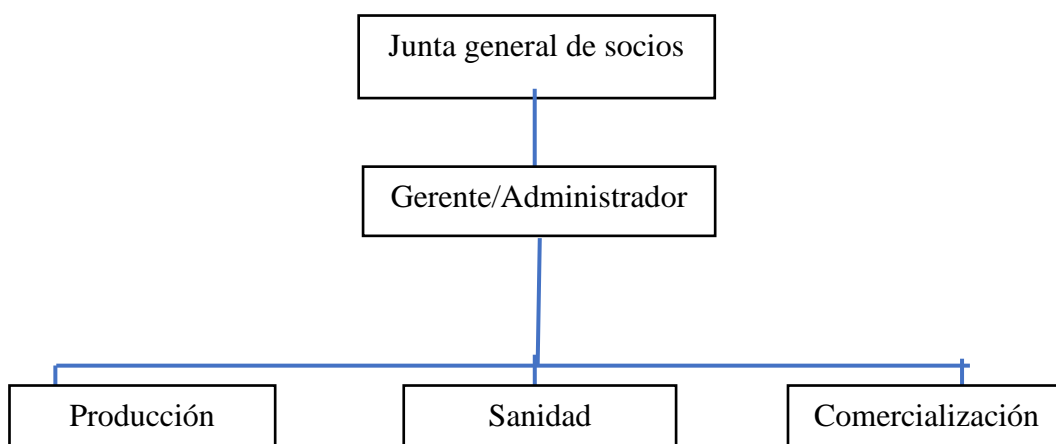 Junta general de socios
Gerente/Administrador
Producción
Sanidad
Comercialización